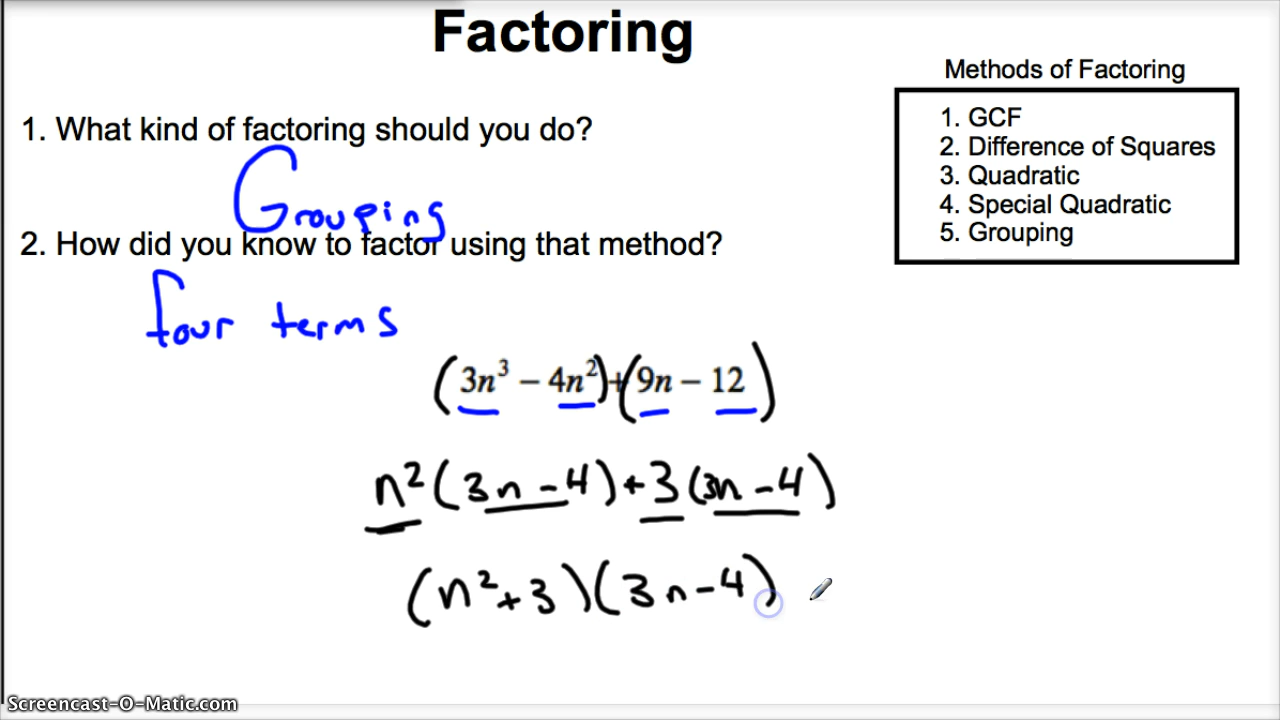 Factoring
Methods of Factoring
1. GCF
2. Difference of Squares
3. Quadratic
4. Special Quadratic
5. Grouping
1. What kind of factoring should you do?
Grouping
2. How did you know to factor using that method?
four terms
(3n³ − 4n²)+(9n − 12)
n²(3n −4)+3(3n −4)
(n²+3)(3n−4)
Screencast-O-Matic.com